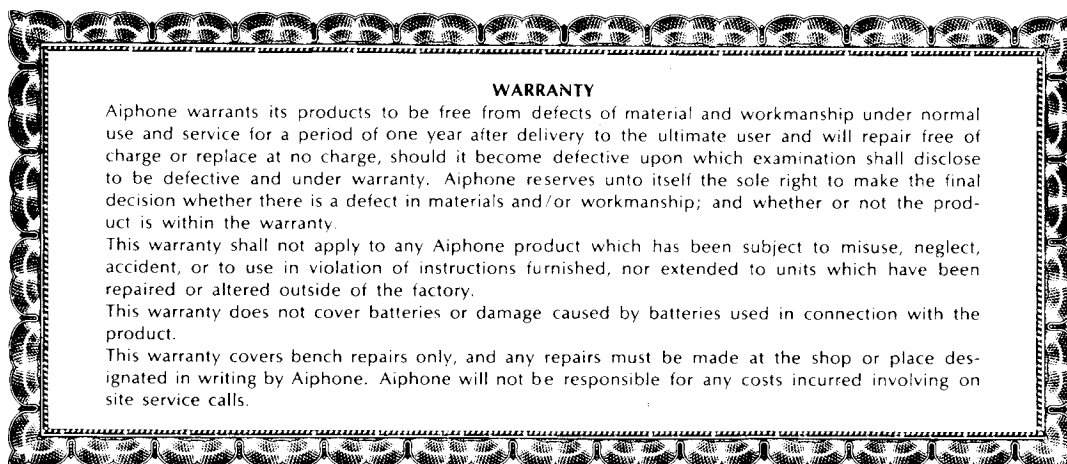 WARRANTY
Aiphone warrants its products to be free from defects of material and workmanship under normal
use and service for a period of one year after delivery to the ultimate user and will repair free of
charge or replace at no charge, should it become defective upon which examination shall disclose
to be defective and under warranty. Aiphone reserves unto itself the sole right to make the final
decision whether there is a defect in materials and/or workmanship; and whether or not the prod-
uct is within the warranty.
This warranty shall not apply to any Aiphone product which has been subject to misuse, neglect,
accident, or to use in violation of instructions furnished, nor extended to units which have been
repaired or altered outside of the factory.
This warranty does not cover batteries or damage caused by batteries used in connection with the
product.
This warranty covers bench repairs only, and any repairs must be made at the shop or place des-
ignated in writing by Aiphone. Aiphone will not be responsible for any costs incurred involving on
site service calls.